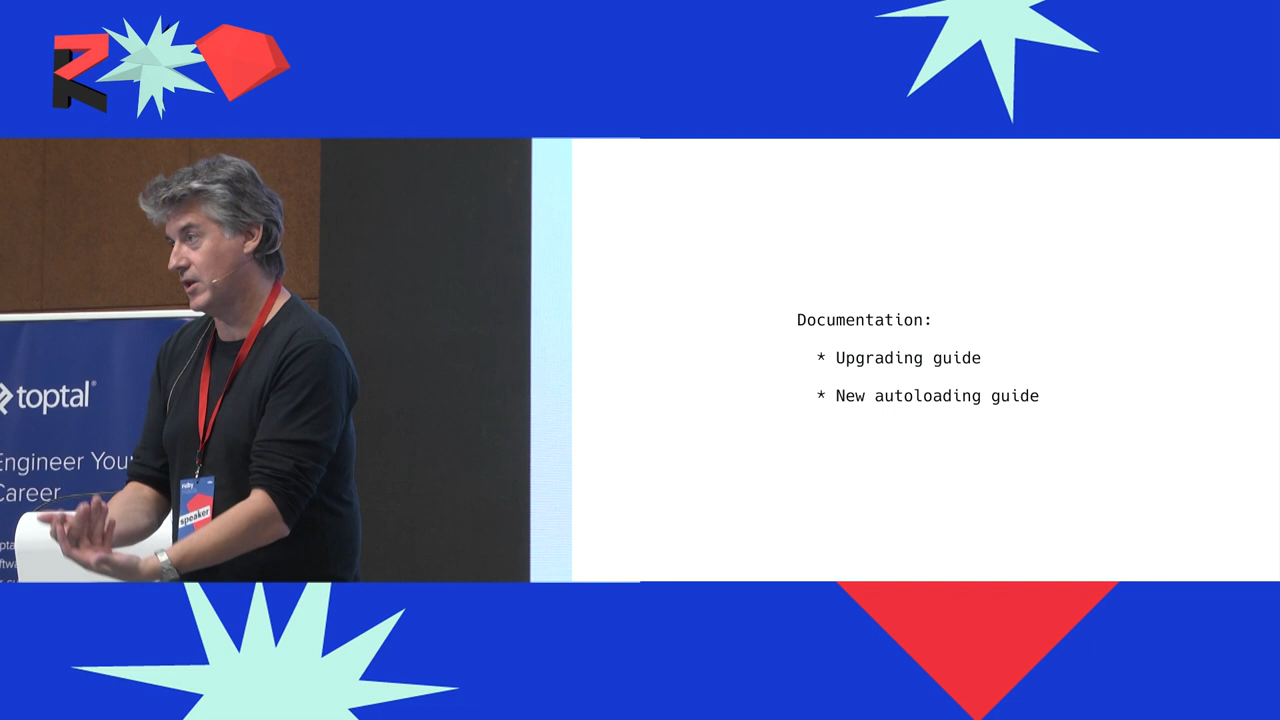 toptal
Engineer You
Career
speaker
Documentation:
* Upgrading guide
* New autoloading guide